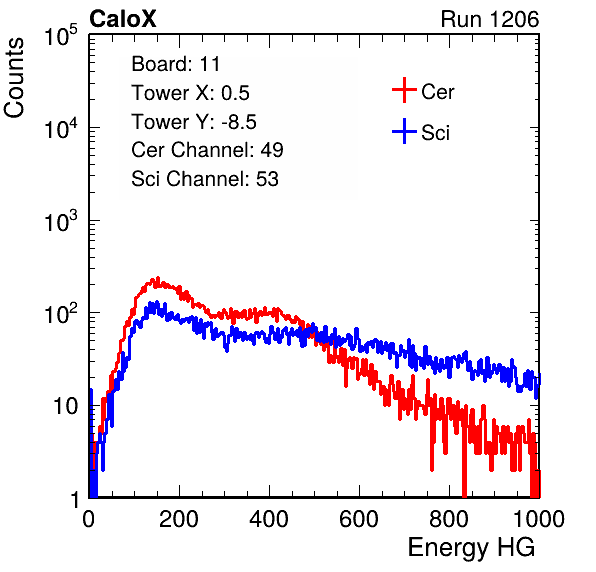 CaloX Run 1206
Counts
Board: 11
Tower X: 0.5
Tower Y: -8.5
Cer Channel: 49
Sci Channel: 53
Cer
Sci
10^5
10^4
10^3
10^2
10
1
0 200 400 600 800 1000
Energy HG